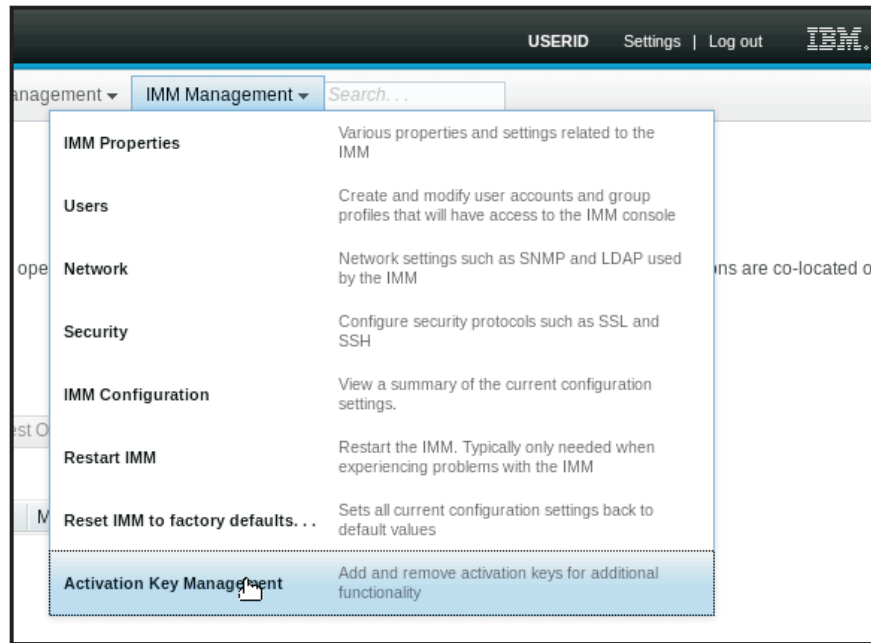 USERID Settings | Log out IBM.
anagement IMM Management Search. . .
IMM Properties Various properties and settings related to the
IMM
Users Create and modify user accounts and group
profiles that will have access to the IMM console
ope Network Network settings such as SNMP and LDAP used ns are co-located o
by the IMM
Security Configure security protocols such as SSL and
SSH
IMM Configuration View a summary of the current configuration
settings.
est O
Restart IMM Restart the IMM. Typically only needed when
experiencing problems with the IMM
M Reset IMM to factory defaults. . . Sets all current configuration settings back to
default values
Activation Key Management Add and remove activation keys for additional
functionality